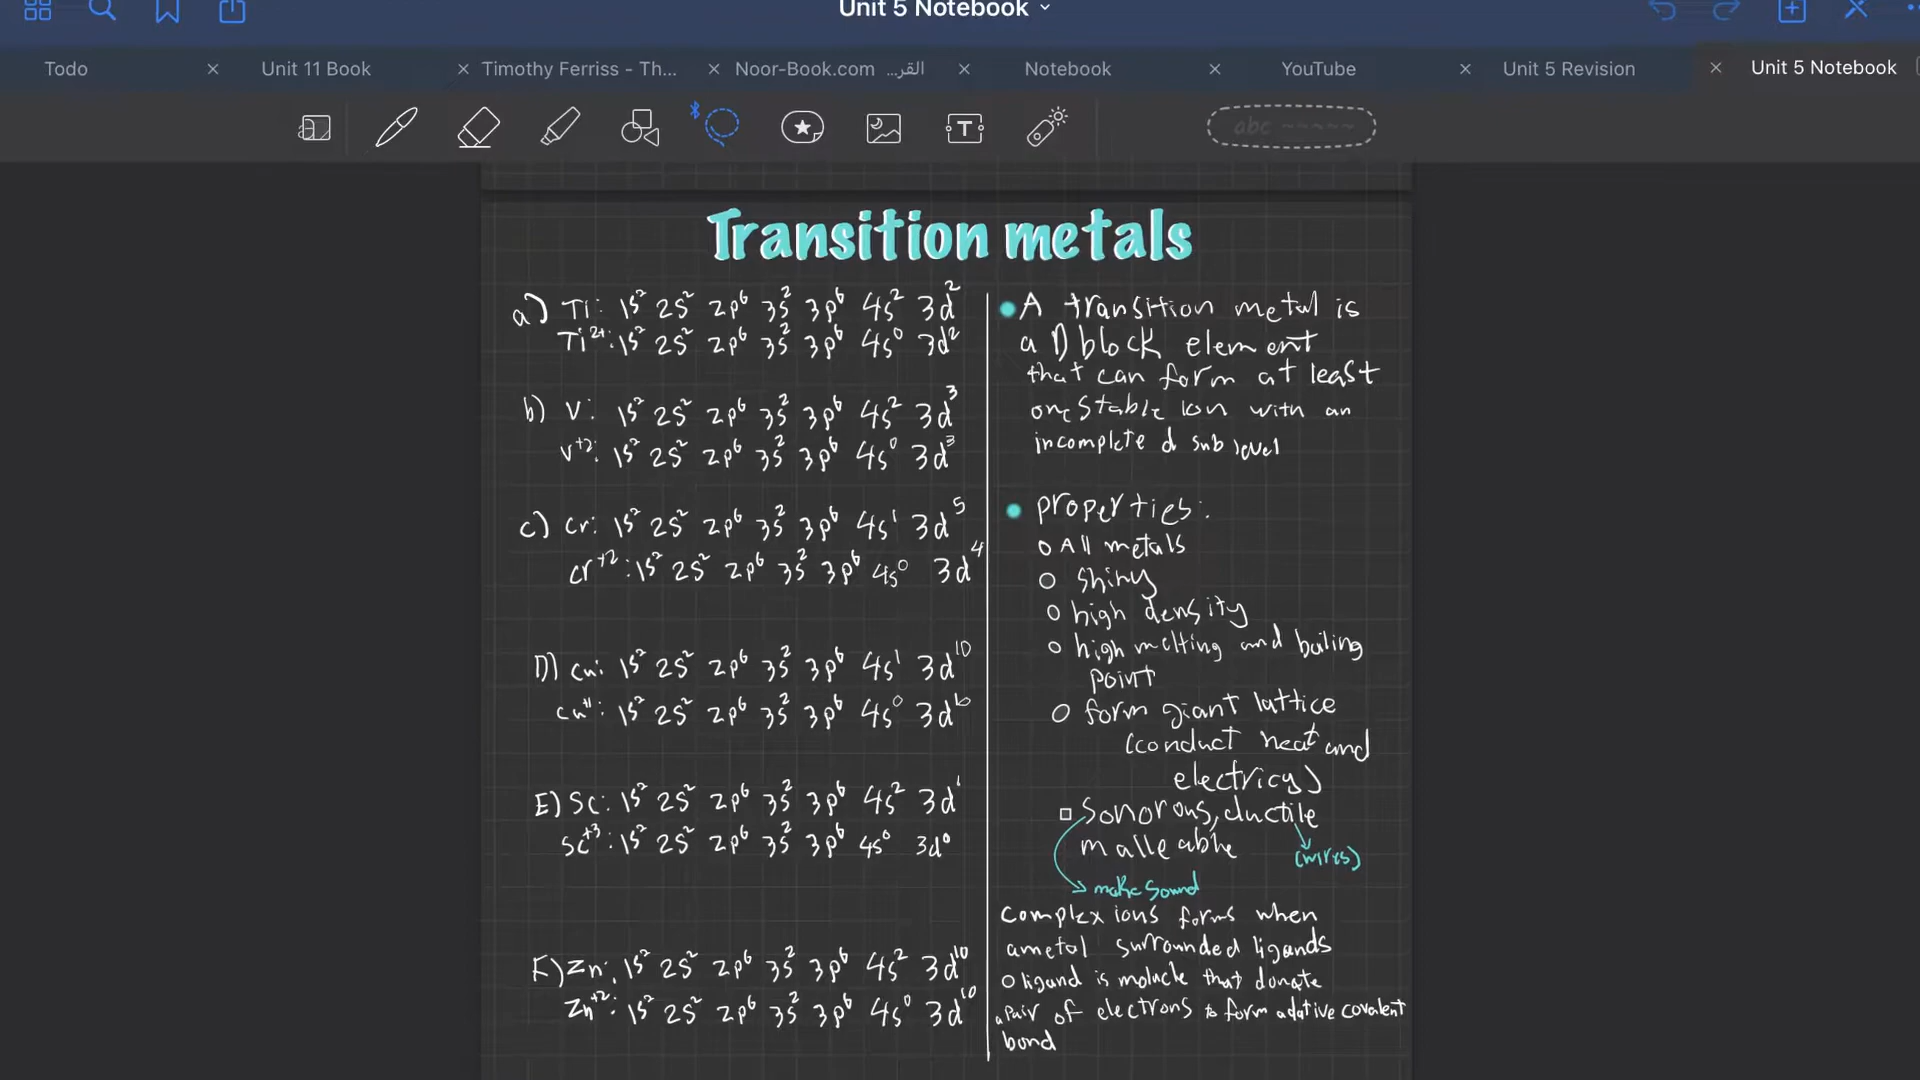 Unit 5 Notebook
Todo
Unit 11 Book
Timothy Ferriss - Th...
Noor-Book.com ...القر
Notebook
YouTube
Unit 5 Revision
Unit 5 Notebook
T
abc ~~~~~
Transition metals
a) Ti: 1s² 2s² 2p⁶ 3s² 3p⁶ 4s² 3d²
Ti²⁺: 1s² 2s² 2p⁶ 3s² 3p⁶ 4s⁰ 3d²
b) V: 1s² 2s² 2p⁶ 3s² 3p⁶ 4s² 3d³
V⁺²: 1s² 2s² 2p⁶ 3s² 3p⁶ 4s⁰ 3d³
c) Cr: 1s² 2s² 2p⁶ 3s² 3p⁶ 4s¹ 3d⁵
Cr⁺²: 1s² 2s² 2p⁶ 3s² 3p⁶ 4s⁰ 3d⁴
D) Cu: 1s² 2s² 2p⁶ 3s² 3p⁶ 4s¹ 3d¹⁰
Cu⁺¹: 1s² 2s² 2p⁶ 3s² 3p⁶ 4s⁰ 3d¹⁰
E) Sc: 1s² 2s² 2p⁶ 3s² 3p⁶ 4s² 3d¹
Sc⁺³: 1s² 2s² 2p⁶ 3s² 3p⁶ 4s⁰ 3d⁰
F) Zn: 1s² 2s² 2p⁶ 3s² 3p⁶ 4s² 3d¹⁰
Zn⁺²: 1s² 2s² 2p⁶ 3s² 3p⁶ 4s⁰ 3d¹⁰
A transition metal is
a D block element
that can form at least
one stable ion with an
incomplete d sub level
properties:
All metals
shiny
high density
high melting and boiling
point
form giant lattice
(conduct heat and
electricy)
Sonorous, ductile
malleable
(wires)
make sound
Complex ions forms when
a metal surrounded ligands
ligand is molucle that donate
a pair of electrons to form adative covalent
bond